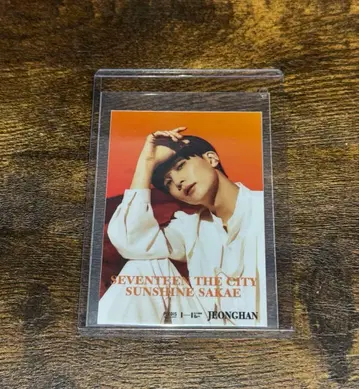 SEVENTEEN THE CITY
SUNSHINE SAKAE
JEONGHAN